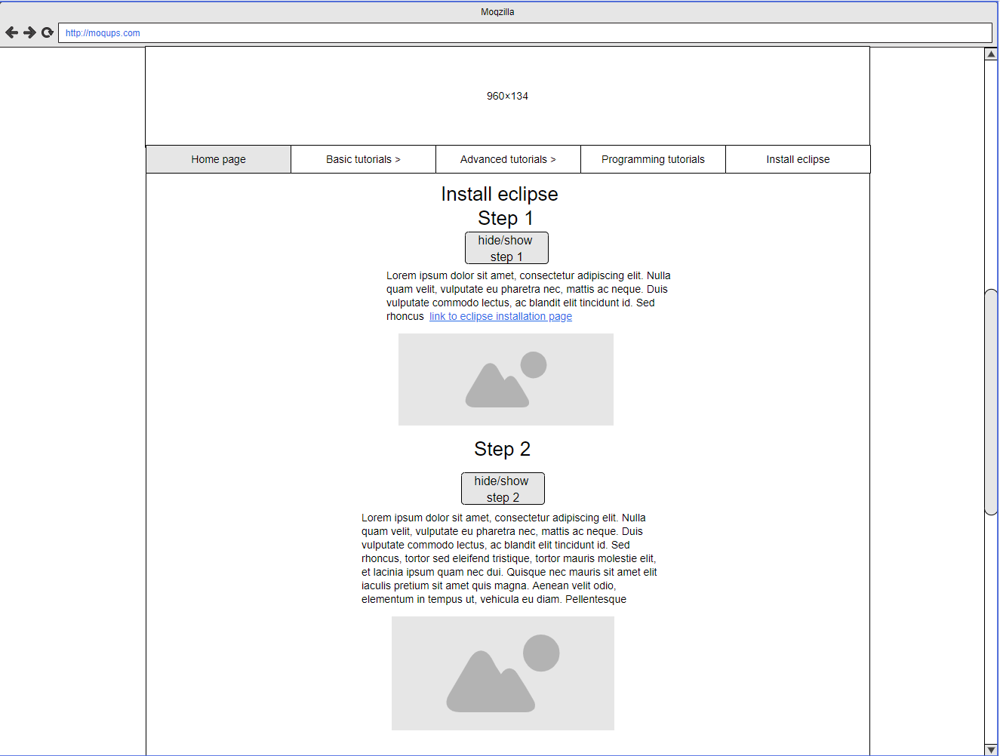 Moqzilla
http://moqups.com
960×134
Home page
Basic tutorials >
Advanced tutorials >
Programming tutorials
Install eclipse
Install eclipse
Step 1
hide/show
step 1
Lorem ipsum dolor sit amet, consectetur adipiscing elit. Nulla
quam velit, vulputate eu pharetra nec, mattis ac neque. Duis
vulputate commodo lectus, ac blandit elit tincidunt id. Sed
rhoncus link to eclipse installation page
Step 2
hide/show
step 2
Lorem ipsum dolor sit amet, consectetur adipiscing elit. Nulla
quam velit, vulputate eu pharetra nec, mattis ac neque. Duis
vulputate commodo lectus, ac blandit elit tincidunt id. Sed
rhoncus, tortor sed eleifend tristique, tortor mauris molestie elit,
et lacinia ipsum quam nec dui. Quisque nec mauris sit amet elit
iaculis pretium sit amet quis magna. Aenean velit odio,
elementum in tempus ut, vehicula eu diam. Pellentesque